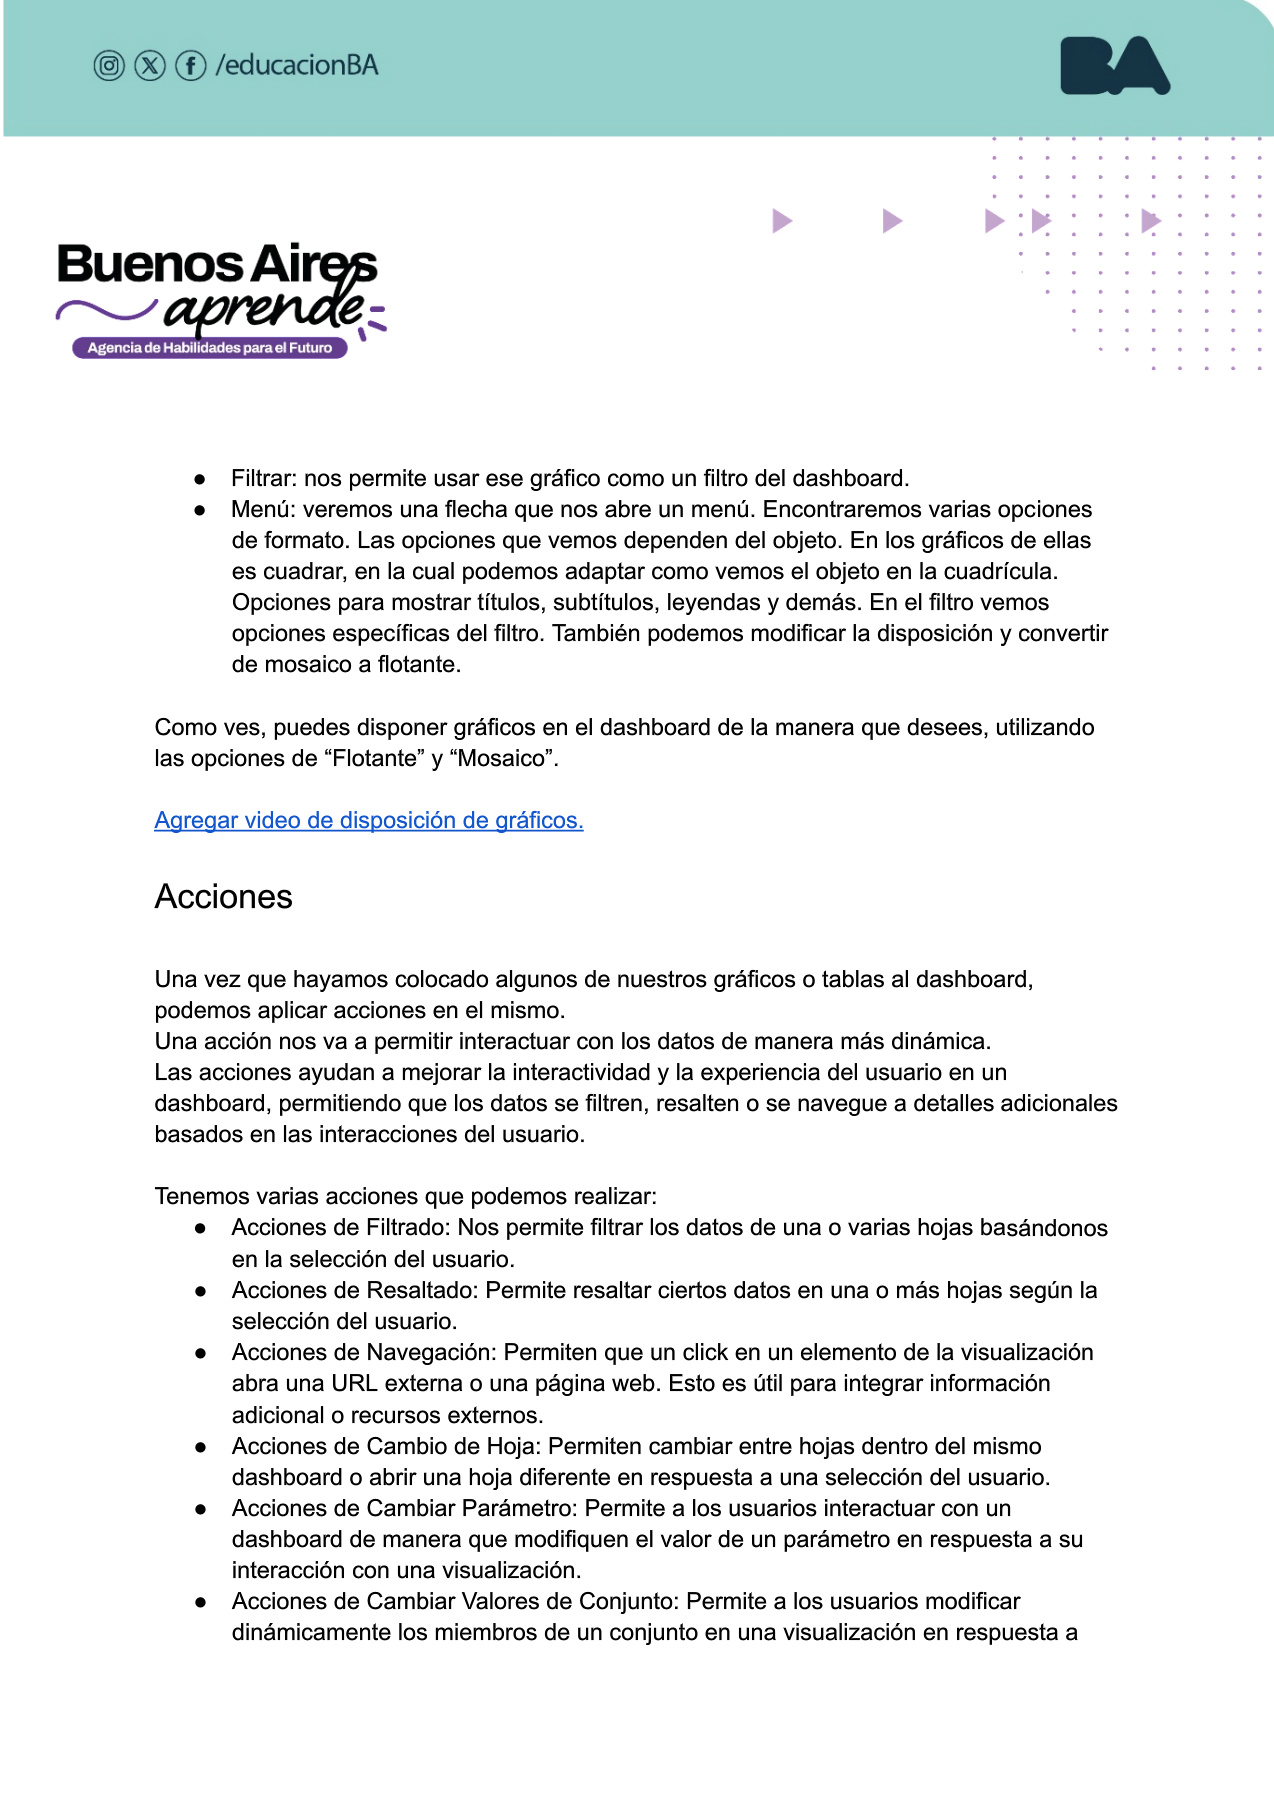 /educacionBA
BA
Buenos Aires
aprende
Agencia de Habilidades para el Futuro
● Filtrar: nos permite usar ese gráfico como un filtro del dashboard.
● Menú: veremos una flecha que nos abre un menú. Encontraremos varias opciones
de formato. Las opciones que vemos dependen del objeto. En los gráficos de ellas
es cuadrar, en la cual podemos adaptar como vemos el objeto en la cuadrícula.
Opciones para mostrar títulos, subtítulos, leyendas y demás. En el filtro vemos
opciones específicas del filtro. También podemos modificar la disposición y convertir
de mosaico a flotante.
Como ves, puedes disponer gráficos en el dashboard de la manera que desees, utilizando
las opciones de “Flotante” y “Mosaico”.
Agregar video de disposición de gráficos.
Acciones
Una vez que hayamos colocado algunos de nuestros gráficos o tablas al dashboard,
podemos aplicar acciones en el mismo.
Una acción nos va a permitir interactuar con los datos de manera más dinámica.
Las acciones ayudan a mejorar la interactividad y la experiencia del usuario en un
dashboard, permitiendo que los datos se filtren, resalten o se navegue a detalles adicionales
basados en las interacciones del usuario.
Tenemos varias acciones que podemos realizar:
● Acciones de Filtrado: Nos permite filtrar los datos de una o varias hojas basándonos
en la selección del usuario.
● Acciones de Resaltado: Permite resaltar ciertos datos en una o más hojas según la
selección del usuario.
● Acciones de Navegación: Permiten que un click en un elemento de la visualización
abra una URL externa o una página web. Esto es útil para integrar información
adicional o recursos externos.
● Acciones de Cambio de Hoja: Permiten cambiar entre hojas dentro del mismo
dashboard o abrir una hoja diferente en respuesta a una selección del usuario.
● Acciones de Cambiar Parámetro: Permite a los usuarios interactuar con un
dashboard de manera que modifiquen el valor de un parámetro en respuesta a su
interacción con una visualización.
● Acciones de Cambiar Valores de Conjunto: Permite a los usuarios modificar
dinámicamente los miembros de un conjunto en una visualización en respuesta a